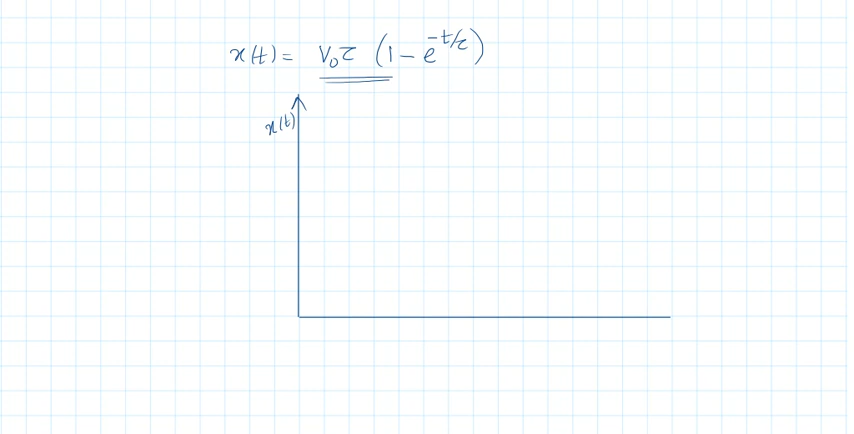 x(t) = V₀τ (1 - e^{-t/τ})
x(t)